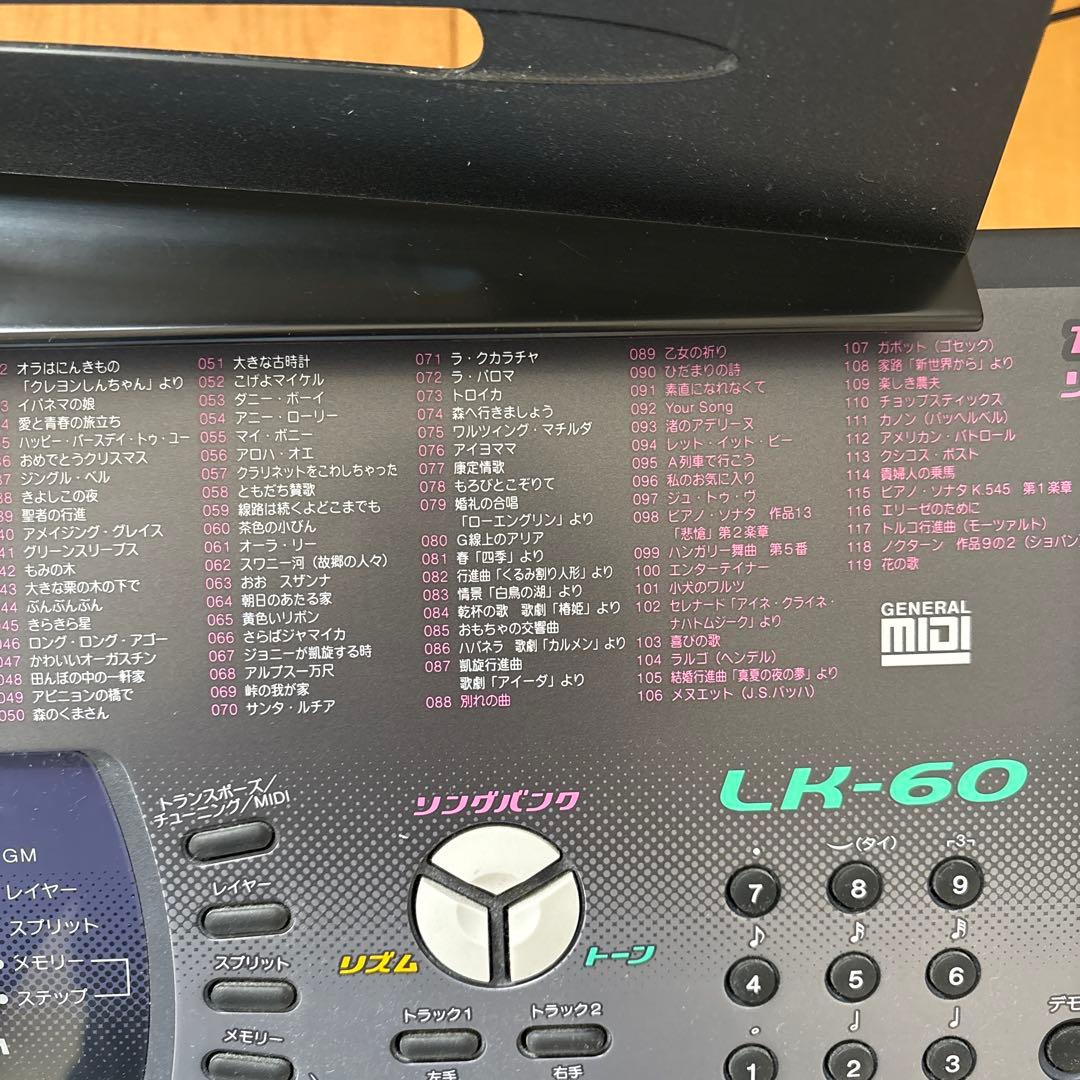 2 オラはにんきもの
「クレヨンしんちゃん」より
3 イパネマの娘
4 愛と青春の旅立ち
5 ハッピー・バースデイ・トゥ・ユー
36 おめでとうクリスマス
37 ジングル・ベル
38 きよしこの夜
39 聖者の行進
40 アメイジング・グレイス
41 グリーンスリーブス
42 もみの木
43 大きな栗の木の下で
44 ぶんぶんぶん
45 きらきら星
046 ロング・ロング・アゴー
047 かわいいオーガスチン
048 田んぼの中の一軒家
049 アビニョンの橋で
050 森のくまさん
051 大きな古時計
052 こげよマイケル
053 ダニー・ボーイ
054 アニー・ローリー
055 マイ・ボニー
056 アロハ・オエ
057 クラリネットをこわしちゃった
058 ともだち賛歌
059 線路は続くよどこまでも
060 茶色の小びん
061 オーラ・リー
062 スワニー河（故郷の人々）
063 おお スザンナ
064 朝日のあたる家
065 黄色いリボン
066 さらばジャマイカ
067 ジョニーが凱旋する時
068 アルプス一万尺
069 峠の我が家
070 サンタ・ルチア
071 ラ・クカラチャ
072 ラ・パロマ
073 トロイカ
074 森へ行きましょう
075 ワルツィング・マチルダ
076 アイヨママ
077 康定情歌
078 もろびとこぞりて
079 婚礼の合唱
「ローエングリン」より
080 G線上のアリア
081 春「四季」より
082 行進曲「くるみ割り人形」より
083 情景「白鳥の湖」より
084 乾杯の歌 歌劇「椿姫」より
085 おもちゃの交響曲
086 ハバネラ 歌劇「カルメン」より
087 凱旋行進曲
歌劇「アイーダ」より
088 別れの曲
089 乙女の祈り
090 ひだまりの詩
091 素直になれなくて
092 Your Song
093 渚のアデリーヌ
094 レット・イット・ビー
095 A列車で行こう
096 私のお気に入り
097 ジュ・トゥ・ヴ
098 ピアノ・ソナタ 作品13
「悲愴」第２楽章
099 ハンガリー舞曲 第５番
100 エンターテイナー
101 小犬のワルツ
102 セレナード「アイネ・クライネ・
ナハトムジーク」より
103 喜びの歌
104 ラルゴ（ヘンデル）
105 結婚行進曲「真夏の夜の夢」より
106 メヌエット（J.S.バッハ）
107 ガボット（ゴセック）
108 家路「新世界から」より
109 楽しき農夫
110 チョップスティックス
111 カノン（パッヘルベル）
112 アメリカン・パトロール
113 クシコス・ポスト
114 貴婦人の乗馬
115 ピアノ・ソナタ K.545 第１楽章
116 エリーゼのために
117 トルコ行進曲（モーツァルト）
118 ノクターン 作品９の２（ショパン
119 花の歌
GENERAL
MIDI
LK-60
トランスポーズ/
チューニング/MIDI
ソングバンク
GM
レイヤー
スプリット
メモリー
ステップ
レイヤー
スプリット
メモリー
リズム
トーン
トラック1
左手
トラック2
右手
(タイ)
3
7 8 9
4 5 6
1 2 3
デモ